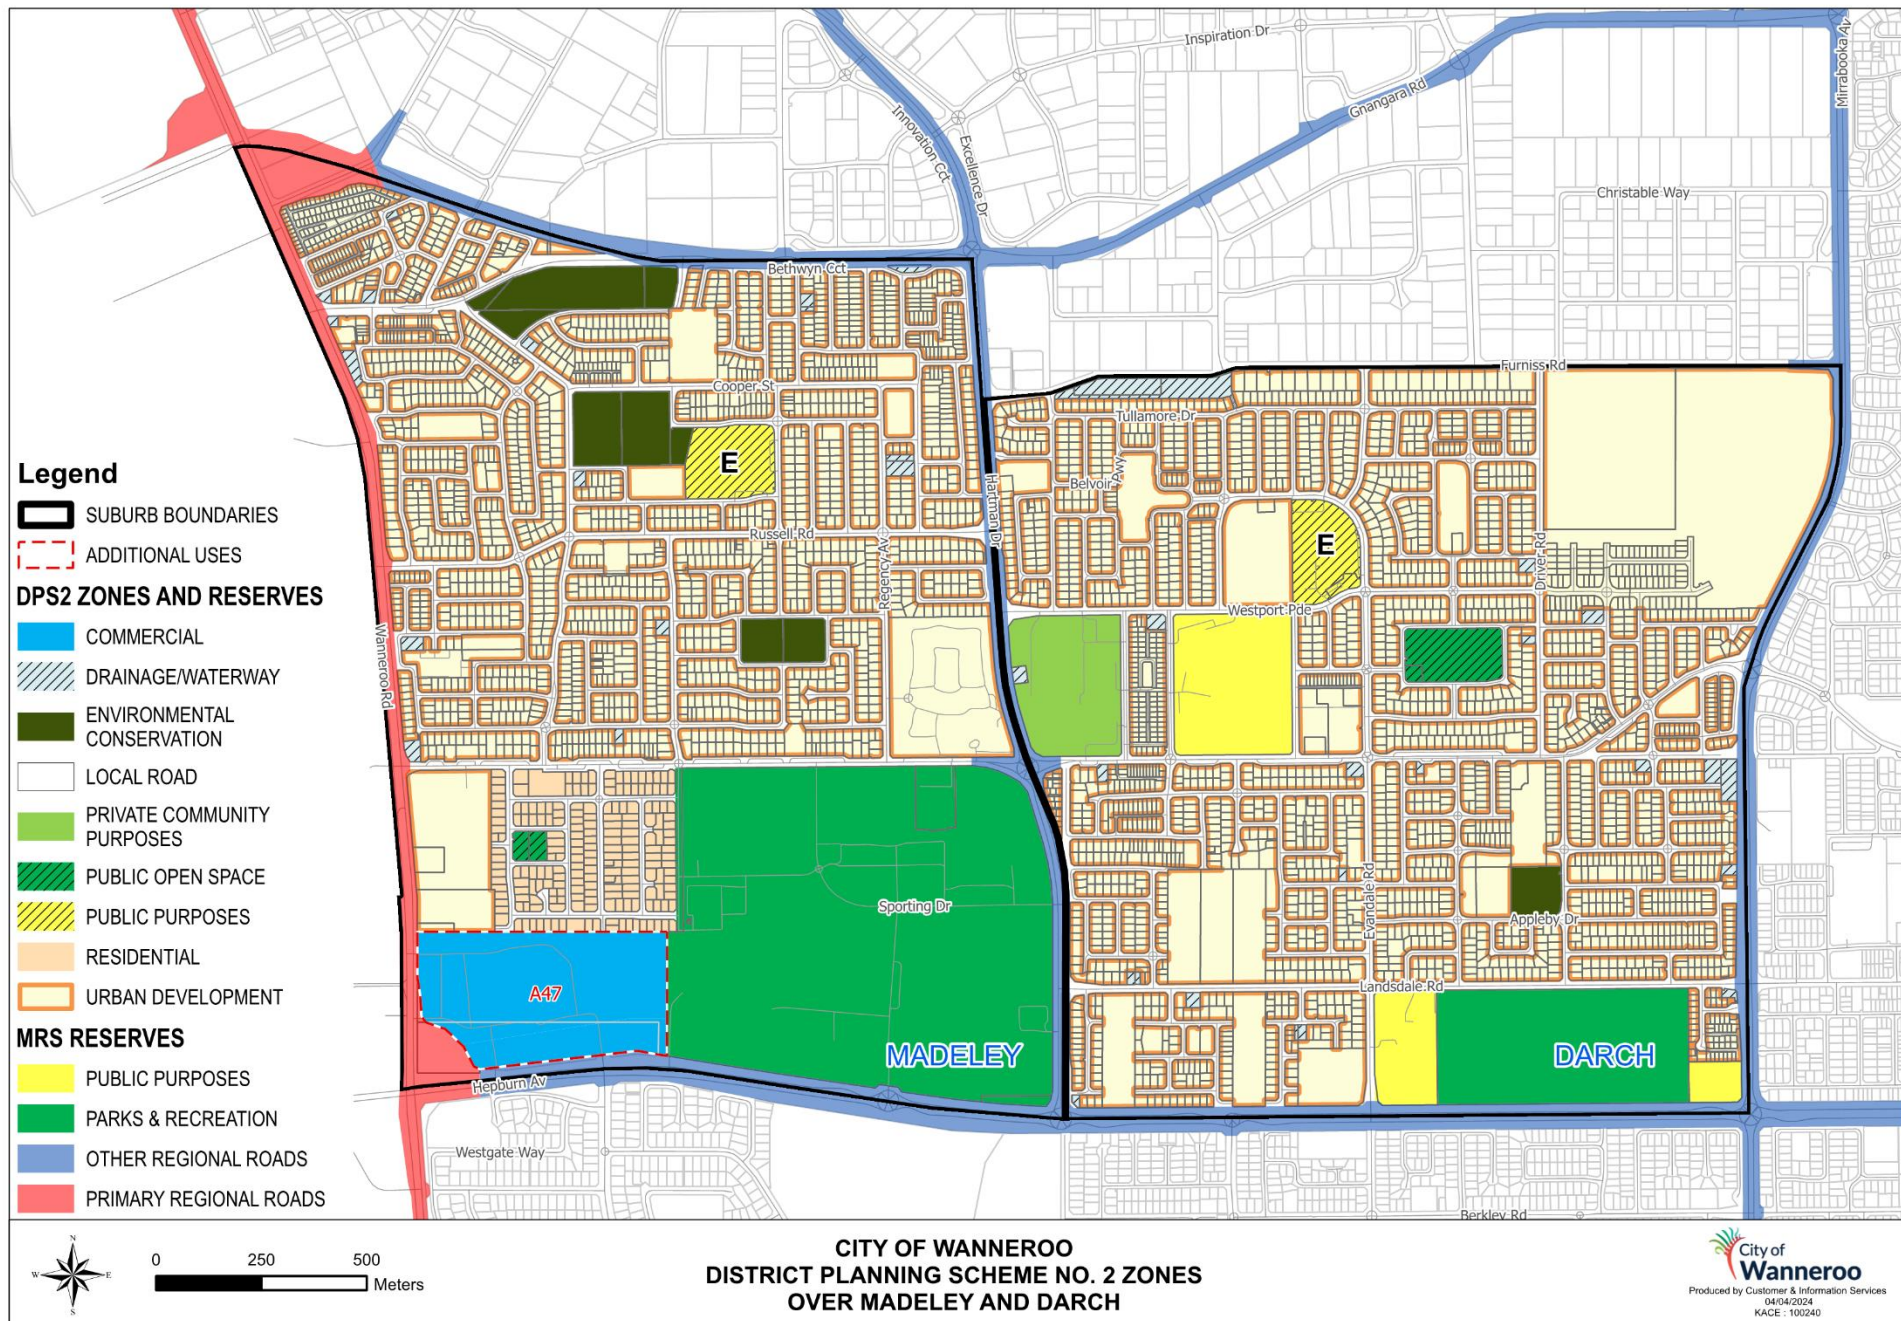 Inspiration Dr
Mirrabooka Av
Gnangara Rd
Innovation Cct
Excellence Dr
Christable Way
Bethwyn Cct
Furniss Rd
Cooper St
Tullamore Dr
E
Hartman Dr
Belvoir Pwy
Russell Rd
Regency Av
E
Driver Rd
Westport Pde
Wanneroo Rd
Sporting Dr
Evandale Rd
Appleby Dr
A47
Landsdale Rd
MADELEY
DARCH
Hepburn Av
Westgate Way
Berkley Rd
Legend
SUBURB BOUNDARIES
ADDITIONAL USES
DPS2 ZONES AND RESERVES
COMMERCIAL
DRAINAGE/WATERWAY
ENVIRONMENTAL
CONSERVATION
LOCAL ROAD
PRIVATE COMMUNITY
PURPOSES
PUBLIC OPEN SPACE
PUBLIC PURPOSES
RESIDENTIAL
URBAN DEVELOPMENT
MRS RESERVES
PUBLIC PURPOSES
PARKS & RECREATION
OTHER REGIONAL ROADS
PRIMARY REGIONAL ROADS
N
W E
S
0 250 500
Meters
CITY OF WANNEROO
DISTRICT PLANNING SCHEME NO. 2 ZONES
OVER MADELEY AND DARCH
City of
Wanneroo
Produced by Customer & Information Services
04/04/2024
KACE : 100240